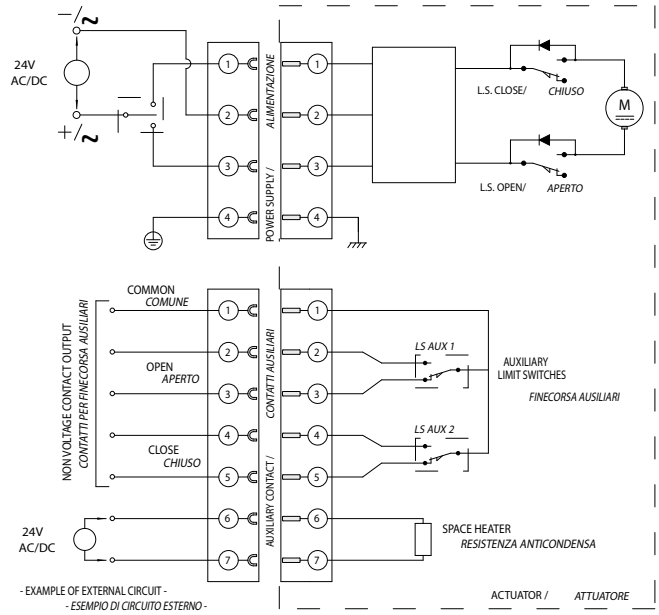 −/~
24V
AC/DC
+/~
1
2
3
4
POWER SUPPLY / ALIMENTAZIONE
1
2
3
4
L.S. CLOSE/ CHIUSO
M
L.S. OPEN/ APERTO
NON VOLTAGE CONTACT OUTPUT
CONTATTI PER FINECORSA AUSILIARI
COMMON
COMUNE
OPEN
APERTO
CLOSE
CHIUSO
24V
AC/DC
1
2
3
4
5
6
7
AUXILIARY CONTACT / CONTATTI AUSILIARI
1
2
3
4
5
6
7
LS AUX 1
LS AUX 2
AUXILIARY
LIMIT SWITCHES
FINECORSA AUSILIARI
SPACE HEATER
RESISTENZA ANTICONDENSA
- EXAMPLE OF EXTERNAL CIRCUIT -
- ESEMPIO DI CIRCUITO ESTERNO -
ACTUATOR / ATTUATORE